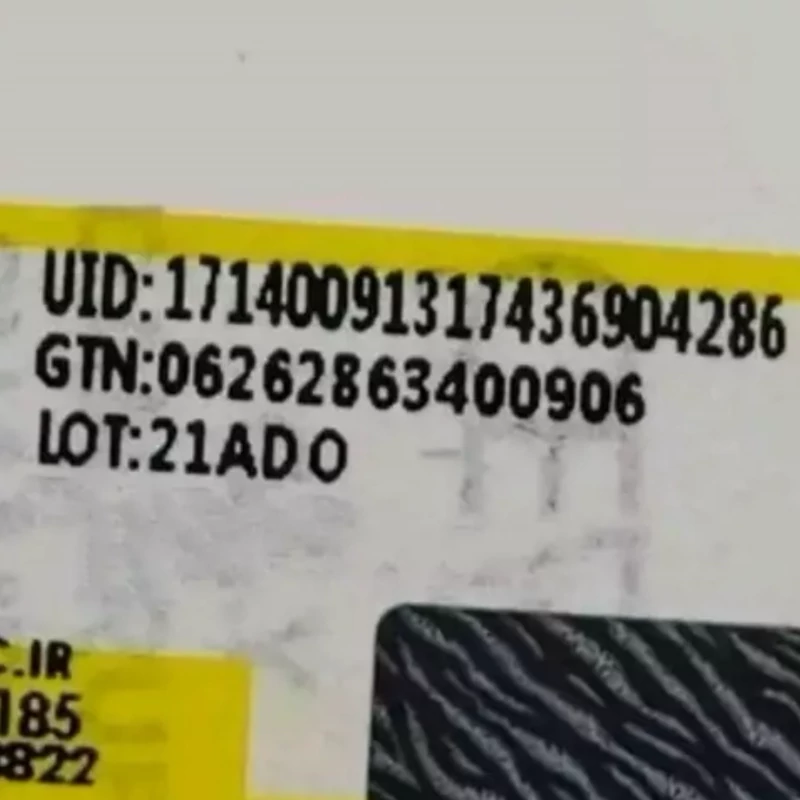 UID:17140091317436904286
GTN:06262863400906
LOT:21ADO
C.IR
185
822